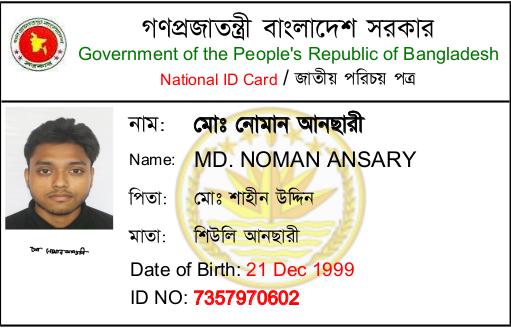 গণপ্রজাতন্ত্রী বাংলাদেশ সরকার
Government of the People's Republic of Bangladesh
National ID Card / জাতীয় পরিচয় পত্র
নাম: মোঃ নোমান আনছারী
Name: MD. NOMAN ANSARY
পিতা: মোঃ শাহীন উদ্দিন
মাতা: শিউলি আনছারী
Date of Birth: 21 Dec 1999
ID NO: 7357970602